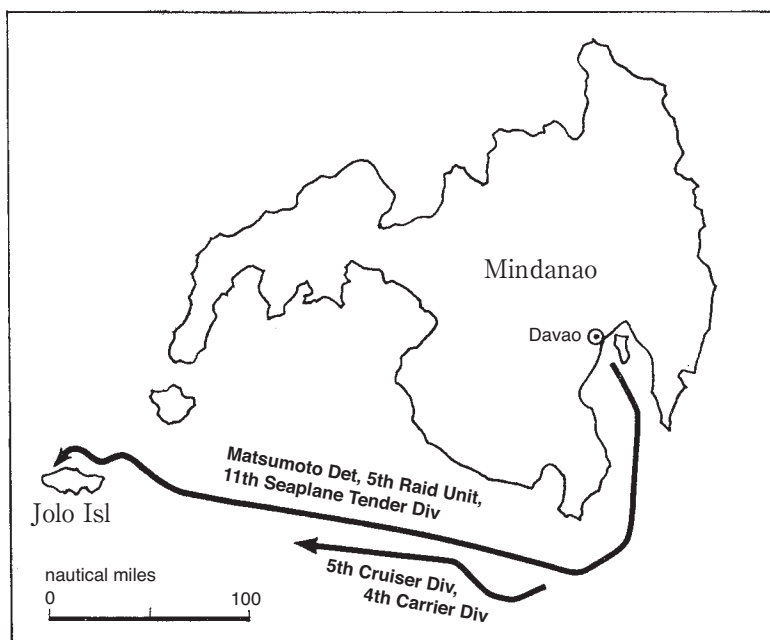 Mindanao
Davao
Matsumoto Det, 5th Raid Unit,
11th Seaplane Tender Div
Jolo Isl
5th Cruiser Div,
4th Carrier Div
nautical miles
0 100